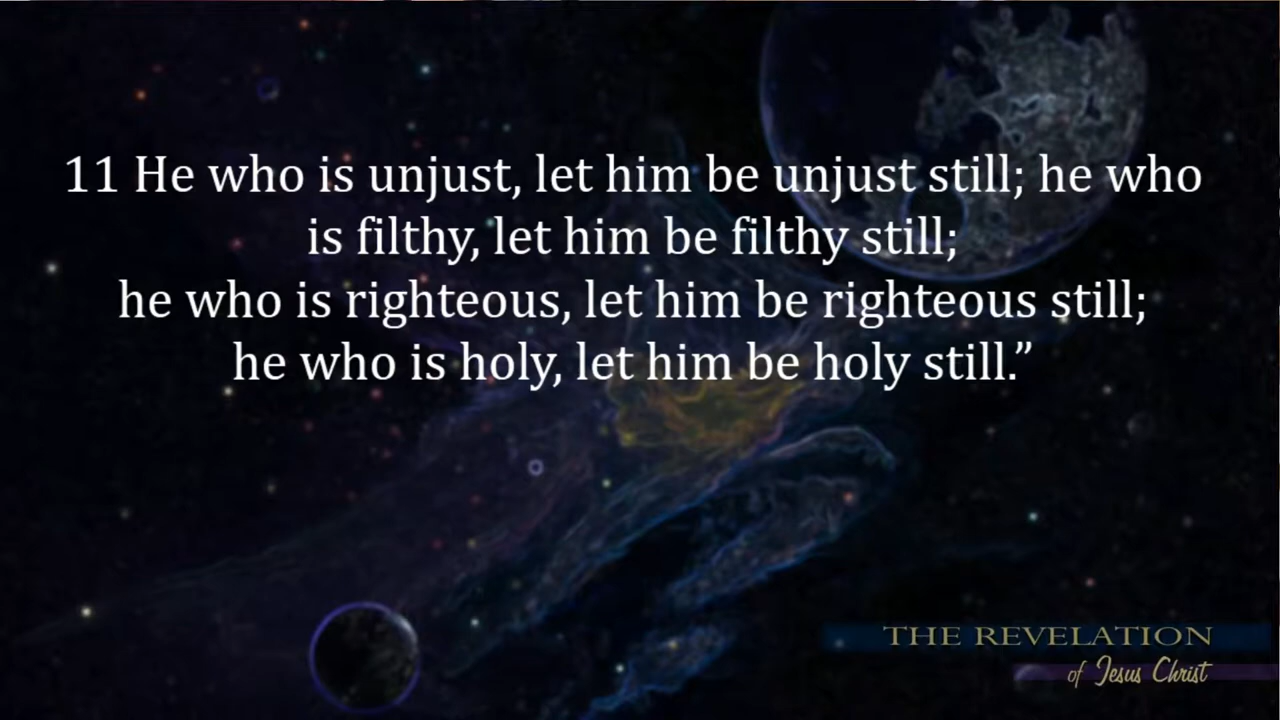 11 He who is unjust, let him be unjust still; he who
is filthy, let him be filthy still;
he who is righteous, let him be righteous still;
he who is holy, let him be holy still.”
THE REVELATION
of Jesus Christ